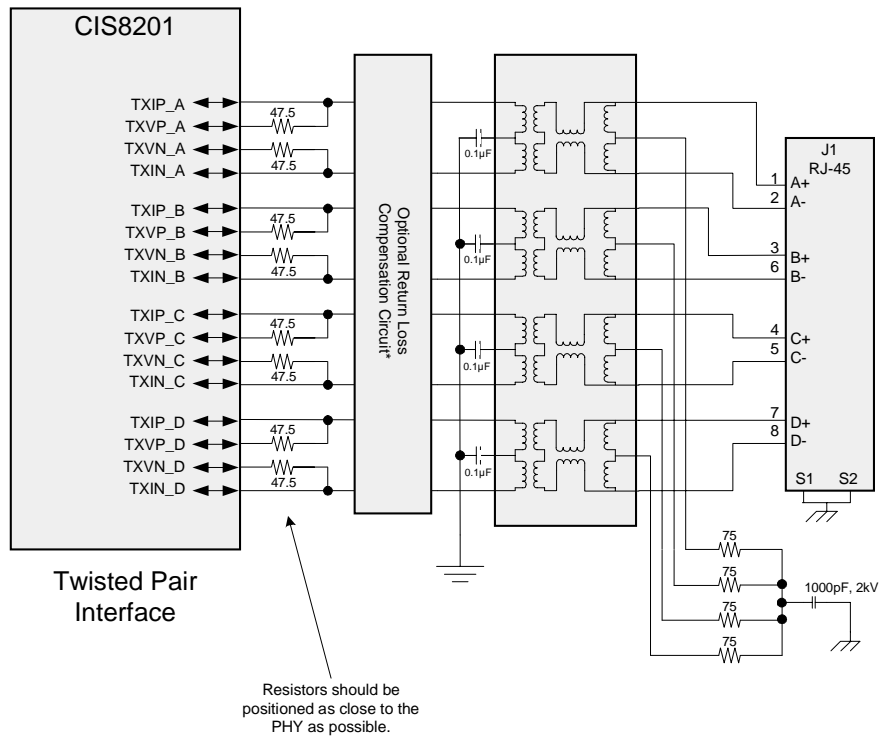 CIS8201
TXIP_A
TXVP_A
TXVN_A
TXIN_A
TXIP_B
TXVP_B
TXVN_B
TXIN_B
TXIP_C
TXVP_C
TXVN_C
TXIN_C
TXIP_D
TXVP_D
TXVN_D
TXIN_D
47.5
47.5
47.5
47.5
47.5
47.5
47.5
47.5
Optional Return Loss
Compensation Circuit*
0.1µF
0.1µF
0.1µF
0.1µF
J1
RJ-45
1 A+
2 A-
3 B+
6 B-
4 C+
5 C-
7 D+
8 D-
S1 S2
75
75
75
75
1000pF, 2kV
Twisted Pair
Interface
Resistors should be
positioned as close to the
PHY as possible.